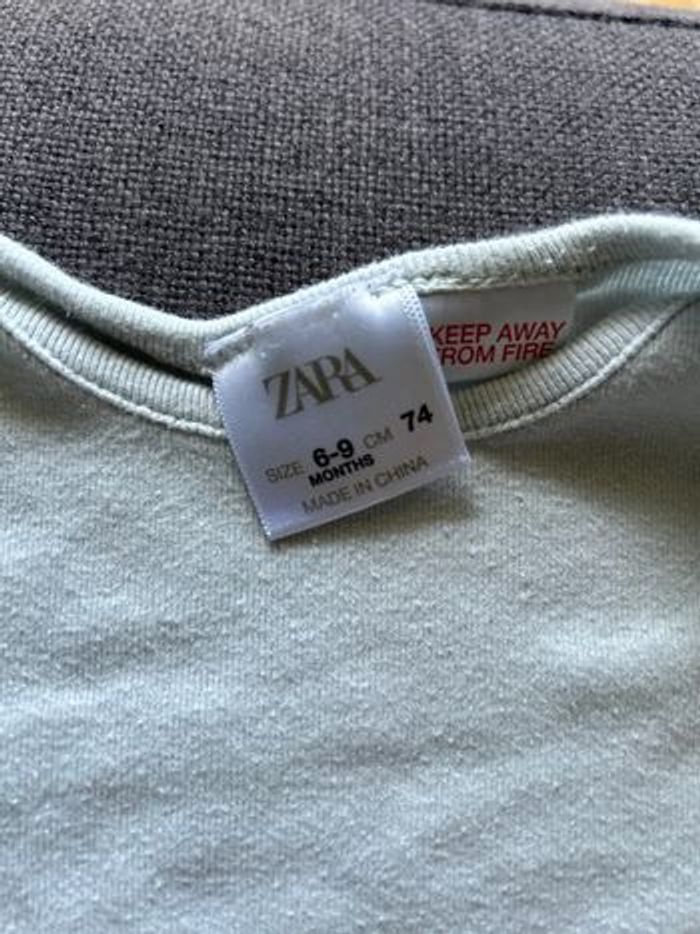 ZARA
SIZE 6-9 CM 74
MONTHS
MADE IN CHINA
KEEP AWAY
FROM FIRE